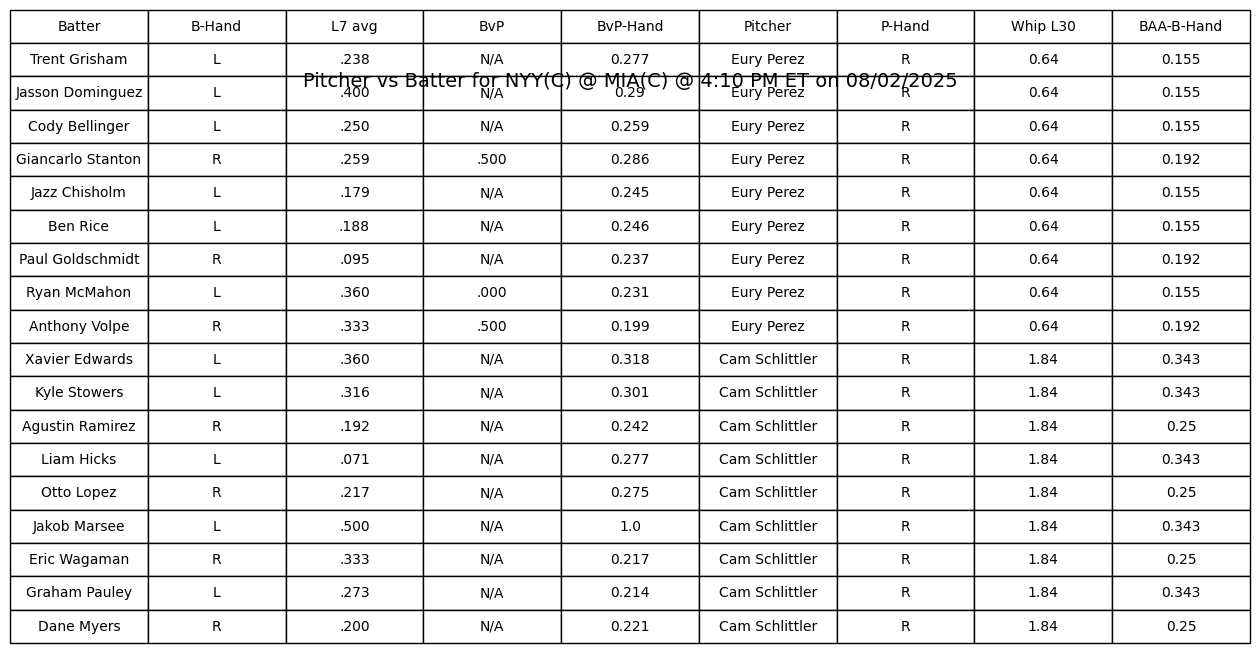 Batter B-Hand L7 avg BvP BvP-Hand Pitcher P-Hand Whip L30 BAA-B-Hand
Trent Grisham L .238 N/A 0.277 Eury Perez R 0.64 0.155
Pitcher vs Batter for NYY(C) @ MIA(C) @ 4:10 PM ET on 08/02/2025
Jasson Dominguez L .400 N/A 0.29 Eury Perez R 0.64 0.155
Cody Bellinger L .250 N/A 0.259 Eury Perez R 0.64 0.155
Giancarlo Stanton R .259 .500 0.286 Eury Perez R 0.64 0.192
Jazz Chisholm L .179 N/A 0.245 Eury Perez R 0.64 0.155
Ben Rice L .188 N/A 0.246 Eury Perez R 0.64 0.155
Paul Goldschmidt R .095 N/A 0.237 Eury Perez R 0.64 0.192
Ryan McMahon L .360 .000 0.231 Eury Perez R 0.64 0.155
Anthony Volpe R .333 .500 0.199 Eury Perez R 0.64 0.192
Xavier Edwards L .360 N/A 0.318 Cam Schlittler R 1.84 0.343
Kyle Stowers L .316 N/A 0.301 Cam Schlittler R 1.84 0.343
Agustin Ramirez R .192 N/A 0.242 Cam Schlittler R 1.84 0.25
Liam Hicks L .071 N/A 0.277 Cam Schlittler R 1.84 0.343
Otto Lopez R .217 N/A 0.275 Cam Schlittler R 1.84 0.25
Jakob Marsee L .500 N/A 1.0 Cam Schlittler R 1.84 0.343
Eric Wagaman R .333 N/A 0.217 Cam Schlittler R 1.84 0.25
Graham Pauley L .273 N/A 0.214 Cam Schlittler R 1.84 0.343
Dane Myers R .200 N/A 0.221 Cam Schlittler R 1.84 0.25